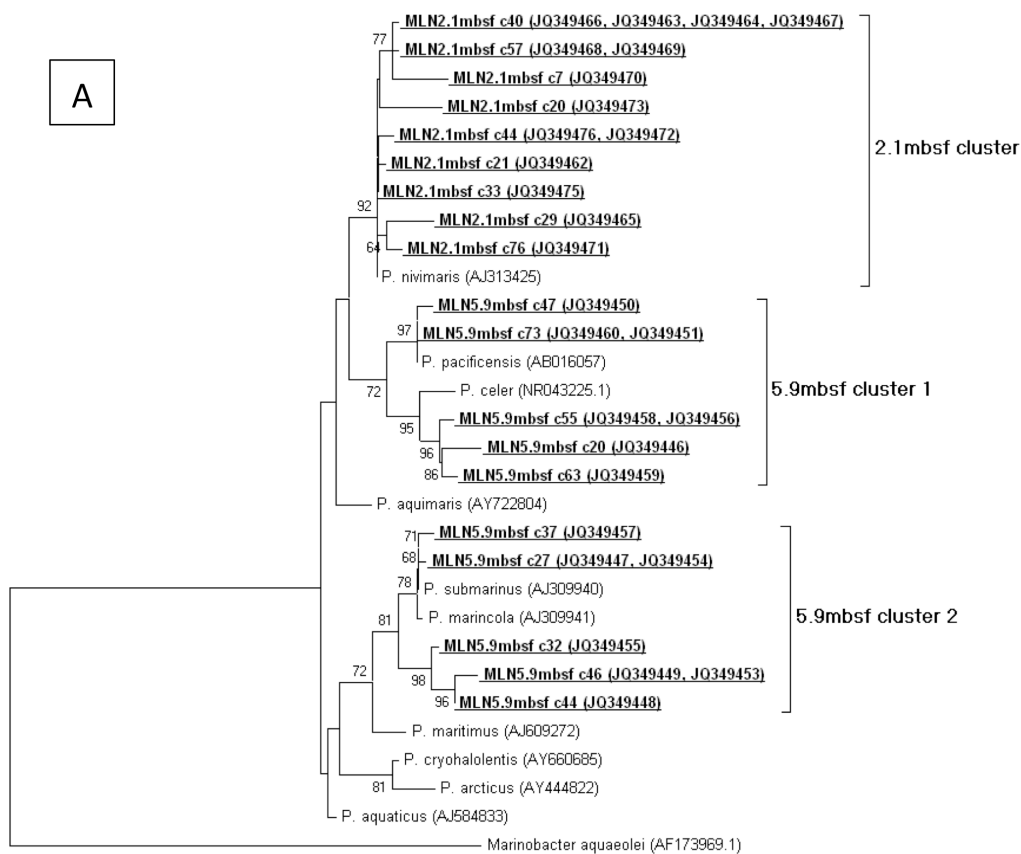 MLN2.1mbsf c40 (JQ349466, JQ349463, JQ349464, JQ349467)
77
MLN2.1mbsf c57 (JQ349468, JQ349469)
MLN2.1mbsf c7 (JQ349470)
A
MLN2.1mbsf c20 (JQ349473)
MLN2.1mbsf c44 (JQ349476, JQ349472)
2.1mbsf cluster
MLN2.1mbsf c21 (JQ349462)
MLN2.1mbsf c33 (JQ349475)
92
MLN2.1mbsf c29 (JQ349465)
64
MLN2.1mbsf c76 (JQ349471)
P. nivimaris (AJ313425)
MLN5.9mbsf c47 (JQ349450)
97
MLN5.9mbsf c73 (JQ349460, JQ349451)
P. pacificensis (AB016057)
72
P. celer (NR043225.1)
5.9mbsf cluster 1
MLN5.9mbsf c55 (JQ349458, JQ349456)
95
MLN5.9mbsf c20 (JQ349446)
96
86
MLN5.9mbsf c63 (JQ349459)
P. aquimaris (AY722804)
71
MLN5.9mbsf c37 (JQ349457)
68
MLN5.9mbsf c27 (JQ349447, JQ349454)
78
P. submarinus (AJ309940)
P. marincola (AJ309941)
5.9mbsf cluster 2
81
MLN5.9mbsf c32 (JQ349455)
98
MLN5.9mbsf c46 (JQ349449, JQ349453)
72
96
MLN5.9mbsf c44 (JQ349448)
P. maritimus (AJ609272)
P. cryohalolentis (AY660685)
81
P. arcticus (AY444822)
P. aquaticus (AJ584833)
Marinobacter aquaeolei (AF173969.1)